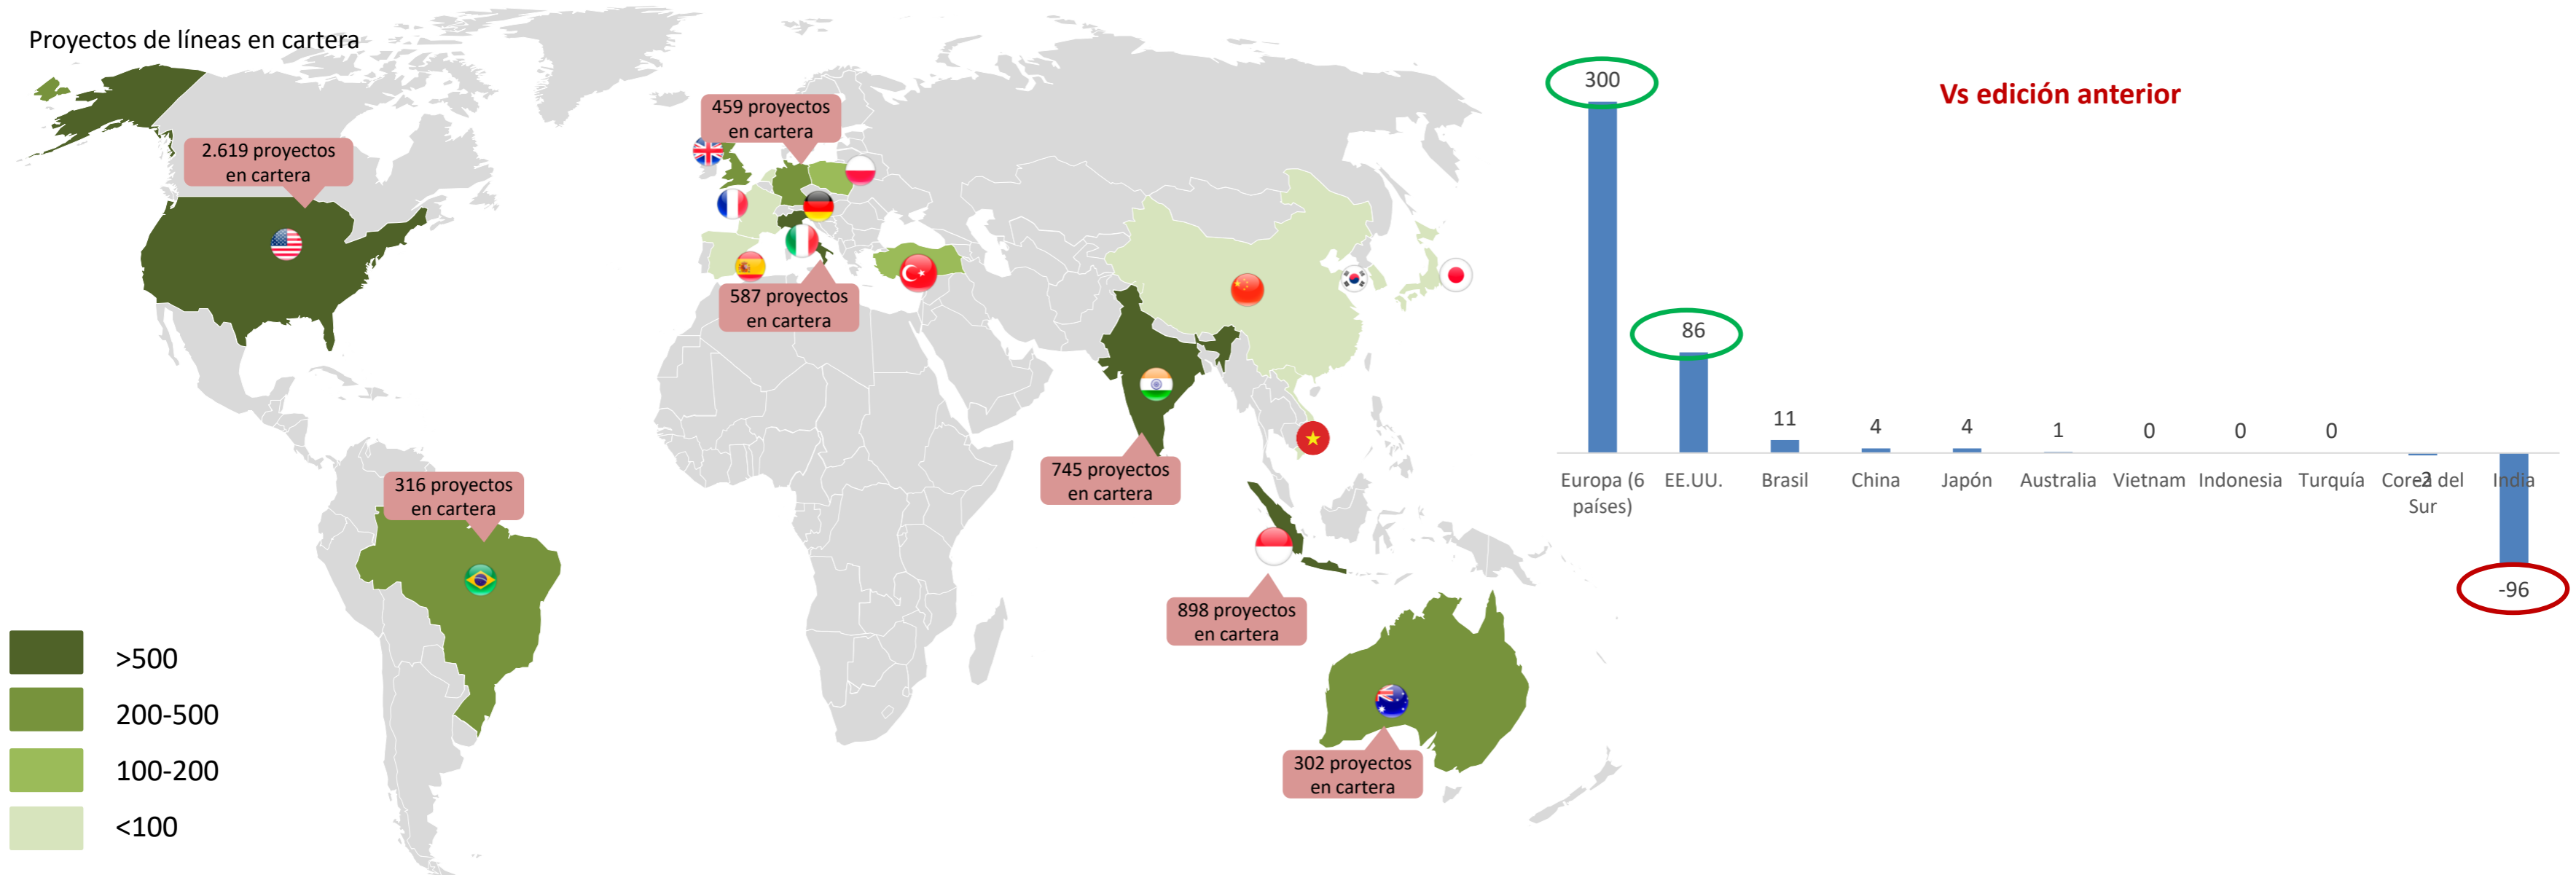 Proyectos de líneas en cartera
2.619 proyectos
en cartera
459 proyectos
en cartera
587 proyectos
en cartera
316 proyectos
en cartera
745 proyectos
en cartera
898 proyectos
en cartera
302 proyectos
en cartera
>500
200-500
100-200
<100
Vs edición anterior
300
86
11
4
4
1
0
0
0
-2
-96
Europa (6
países)
EE.UU.
Brasil
China
Japón
Australia
Vietnam
Indonesia
Turquía
Corea del
Sur
India